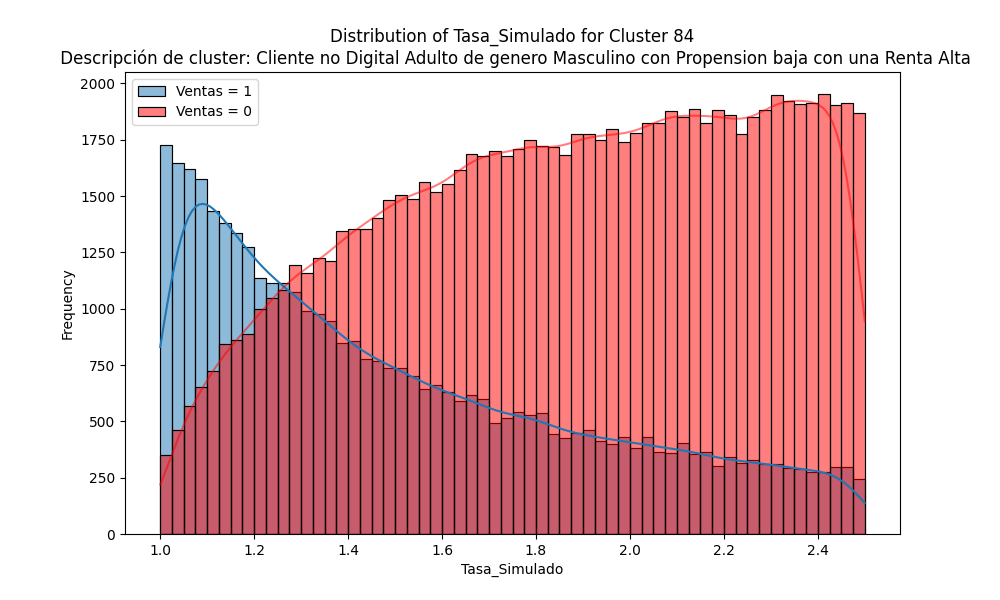 Distribution of Tasa_Simulado for Cluster 84
Descripción de cluster: Cliente no Digital Adulto de genero Masculino con Propension baja con una Renta Alta
Ventas = 1
Ventas = 0
Frequency
2000
1750
1500
1250
1000
750
500
250
0
1.0 1.2 1.4 1.6 1.8 2.0 2.2 2.4
Tasa_Simulado